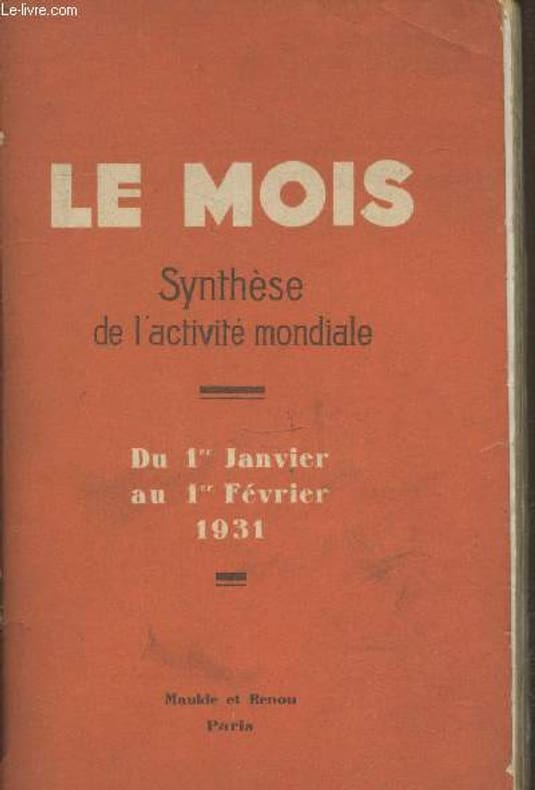 Le-livre.com
LE MOIS
Synthèse
de l'activité mondiale
Du 1er Janvier
au 1er Février
1931
Maulde et Renou
Paris